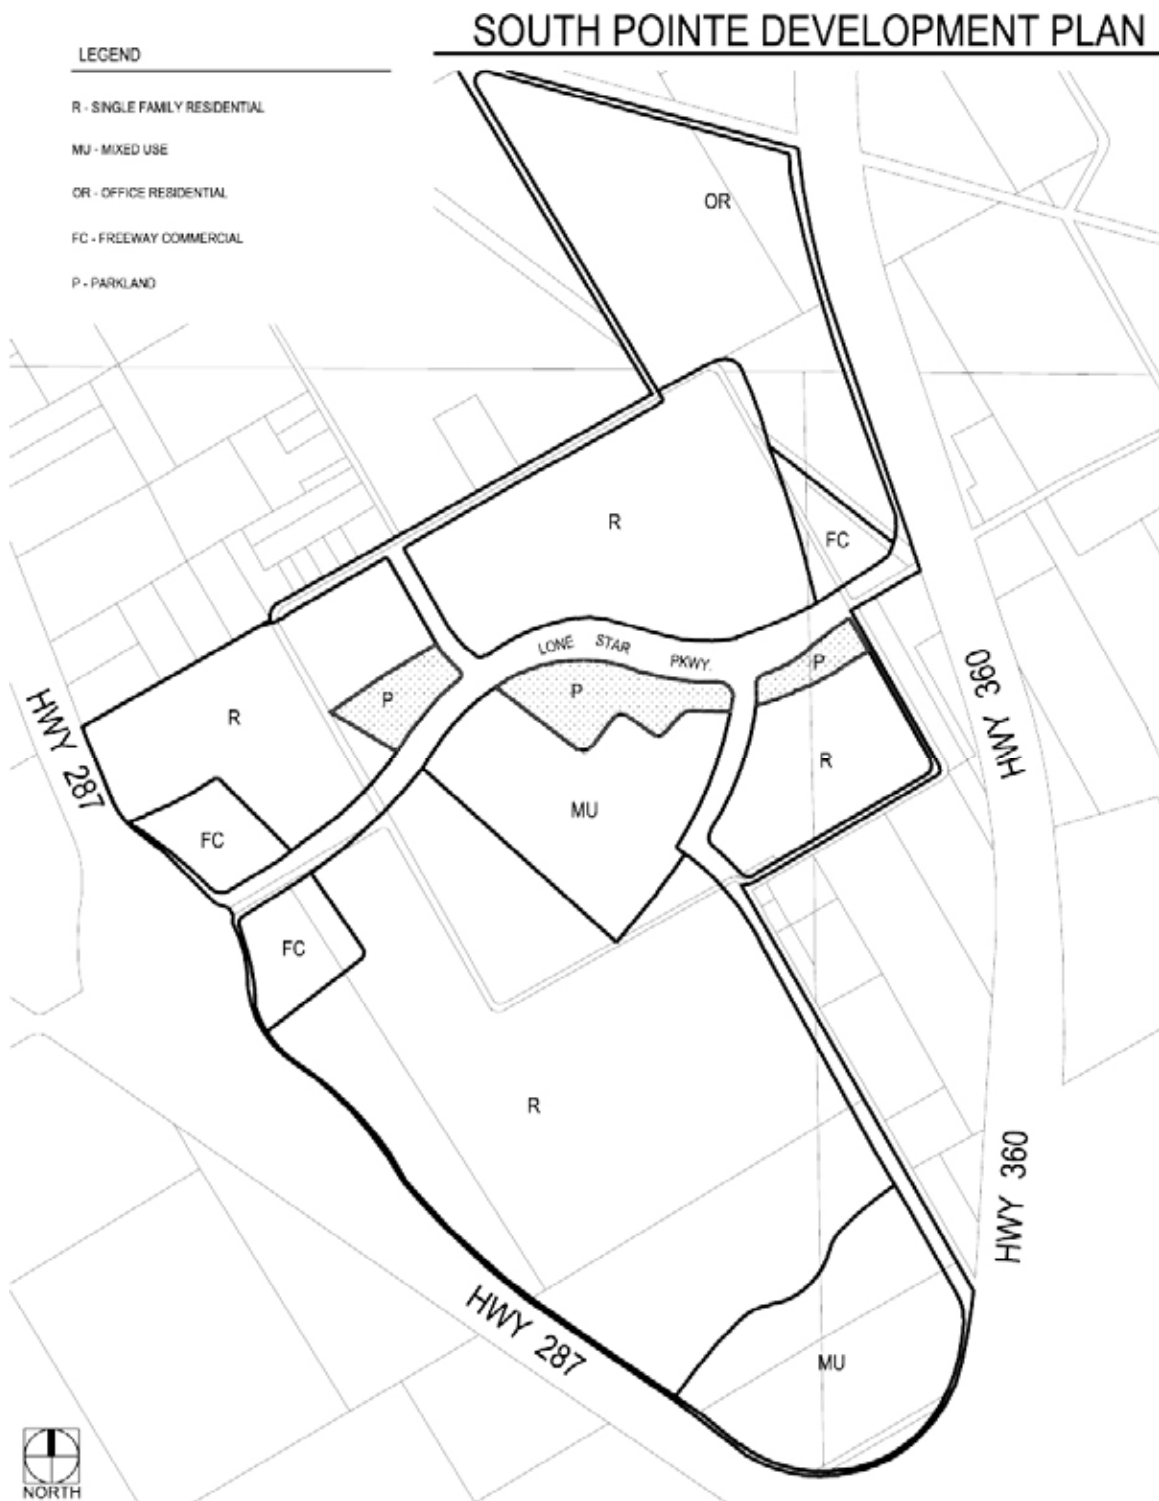 SOUTH POINTE DEVELOPMENT PLAN
LEGEND
R - SINGLE FAMILY RESIDENTIAL
MU - MIXED USE
OR - OFFICE RESIDENTIAL
FC - FREEWAY COMMERCIAL
P - PARKLAND
OR
R
FC
LONE STAR PKWY.
P
P
P
R
HWY 287
HWY 360
R
MU
FC
FC
R
HWY 360
HWY 287
MU
NORTH